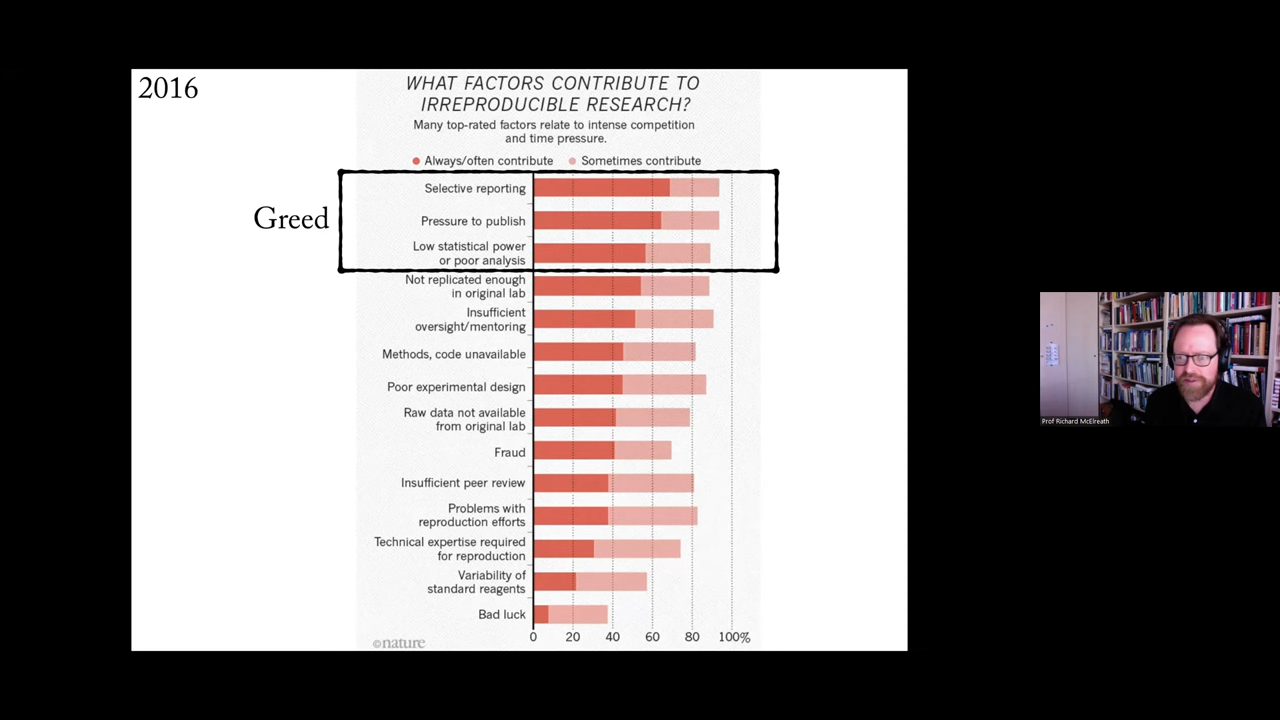 2016
WHAT FACTORS CONTRIBUTE TO
IRREPRODUCIBLE RESEARCH?
Many top-rated factors relate to intense competition
and time pressure.
Always/often contribute Sometimes contribute
Greed
Selective reporting
Pressure to publish
Low statistical power
or poor analysis
Not replicated enough
in original lab
Insufficient
oversight/mentoring
Methods, code unavailable
Poor experimental design
Raw data not available
from original lab
Fraud
Insufficient peer review
Problems with
reproduction efforts
Technical expertise required
for reproduction
Variability of
standard reagents
Bad luck
0 20 40 60 80 100%
©nature
Prof Richard McElreath